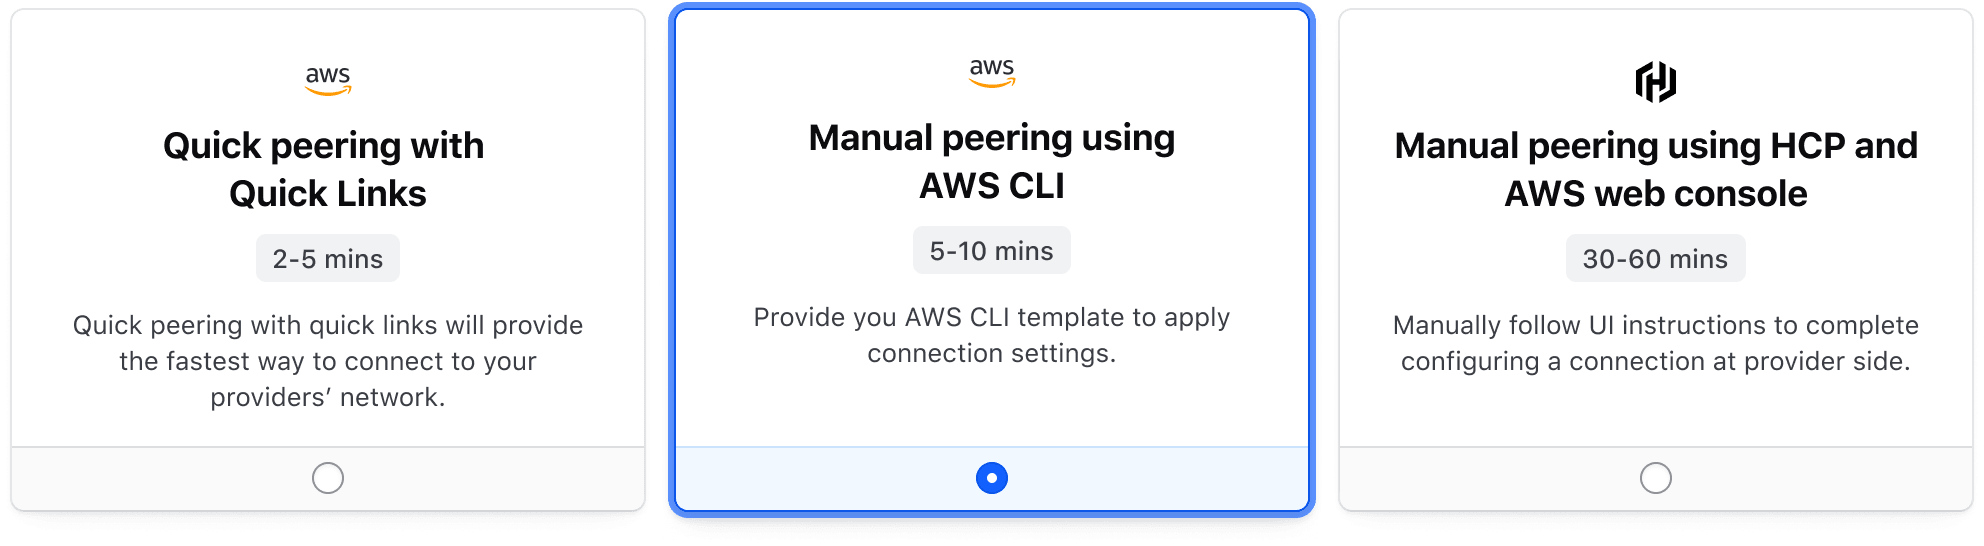 aws
Quick peering with
Quick Links
2-5 mins
Quick peering with quick links will provide
the fastest way to connect to your
providers’ network.
aws
Manual peering using
AWS CLI
5-10 mins
Provide you AWS CLI template to apply
connection settings.
Manual peering using HCP and
AWS web console
30-60 mins
Manually follow UI instructions to complete
configuring a connection at provider side.